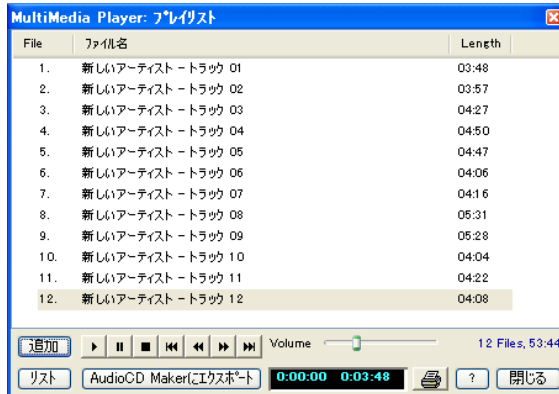 MultiMedia Player: プレイリスト
File ファイル名 Length
1. 新しいアーティスト - トラック 01 03:48
2. 新しいアーティスト - トラック 02 03:57
3. 新しいアーティスト - トラック 03 04:27
4. 新しいアーティスト - トラック 04 04:50
5. 新しいアーティスト - トラック 05 04:47
6. 新しいアーティスト - トラック 06 04:06
7. 新しいアーティスト - トラック 07 04:16
8. 新しいアーティスト - トラック 08 05:31
9. 新しいアーティスト - トラック 09 05:28
10. 新しいアーティスト - トラック 10 04:04
11. 新しいアーティスト - トラック 11 04:22
12. 新しいアーティスト - トラック 12 04:08
追加 Volume 12 Files, 53:44
リスト AudioCD Makerにエクスポート 0:00:00 0:03:48 ? 閉じる